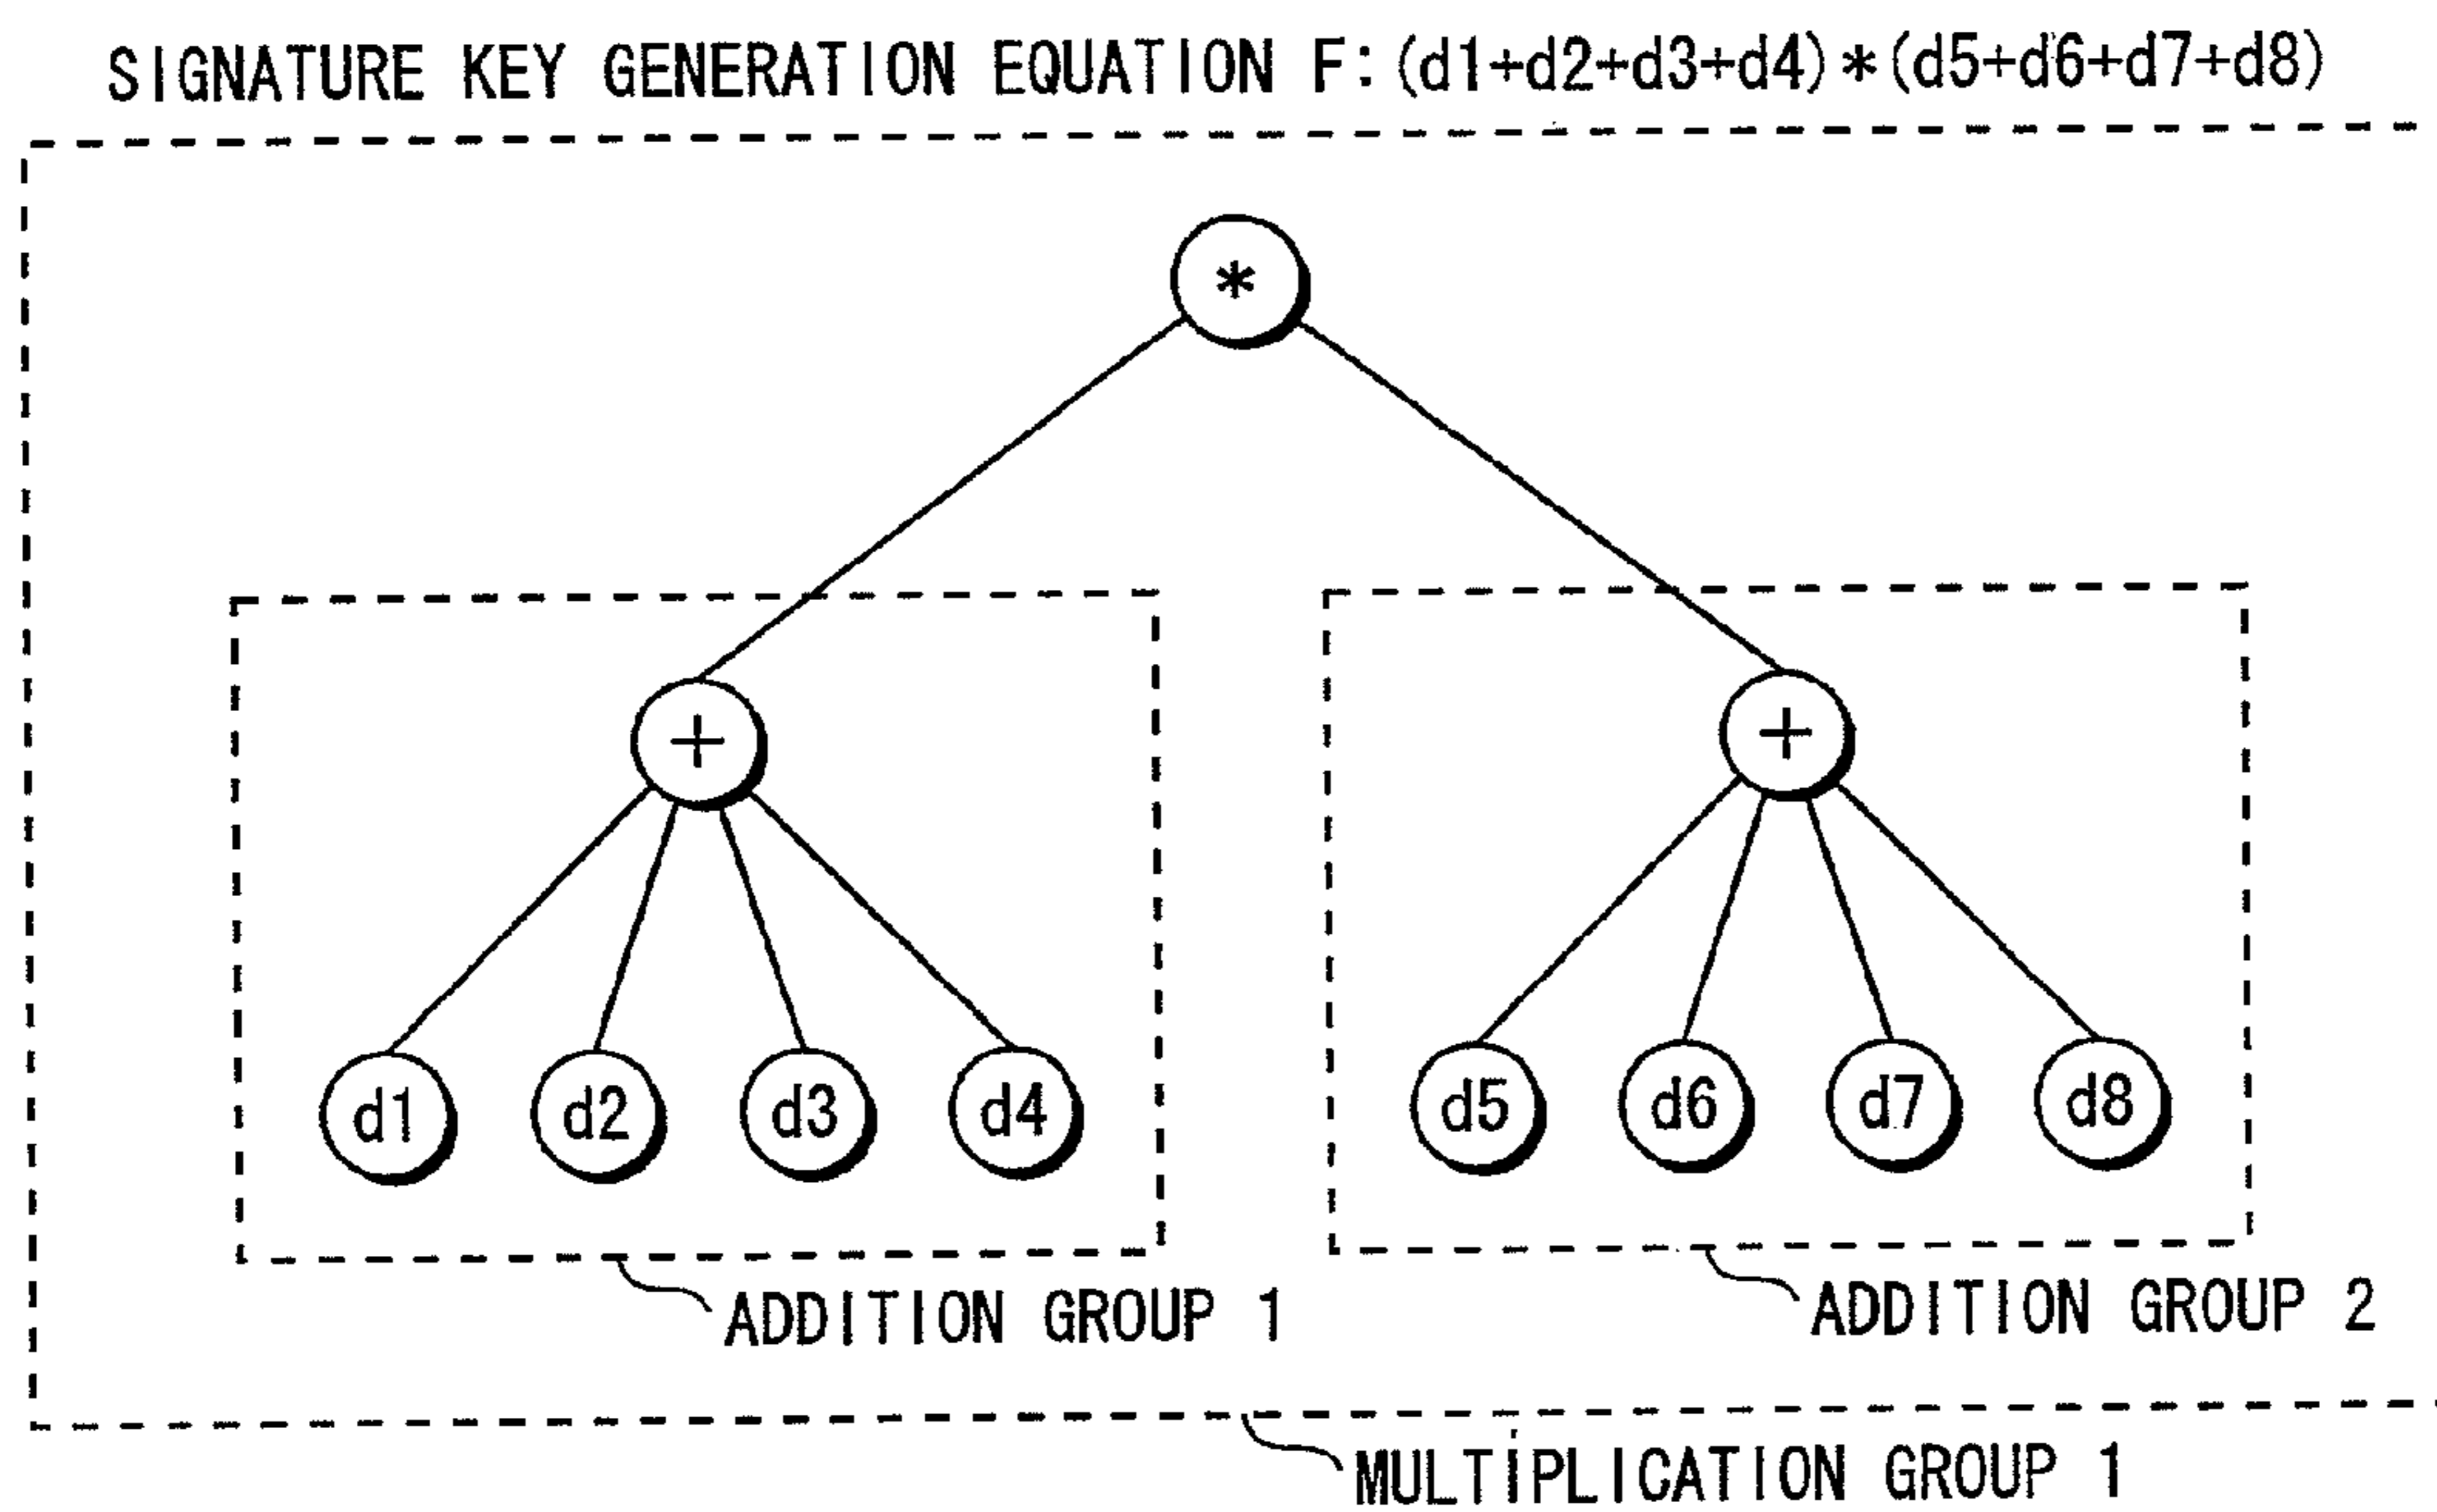 SIGNATURE KEY GENERATION EQUATION F:(d1+d2+d3+d4)*(d5+d6+d7+d8)
*
+ +
d1 d2 d3 d4 d5 d6 d7 d8
ADDITION GROUP 1 ADDITION GROUP 2
MULTIPLICATION GROUP 1